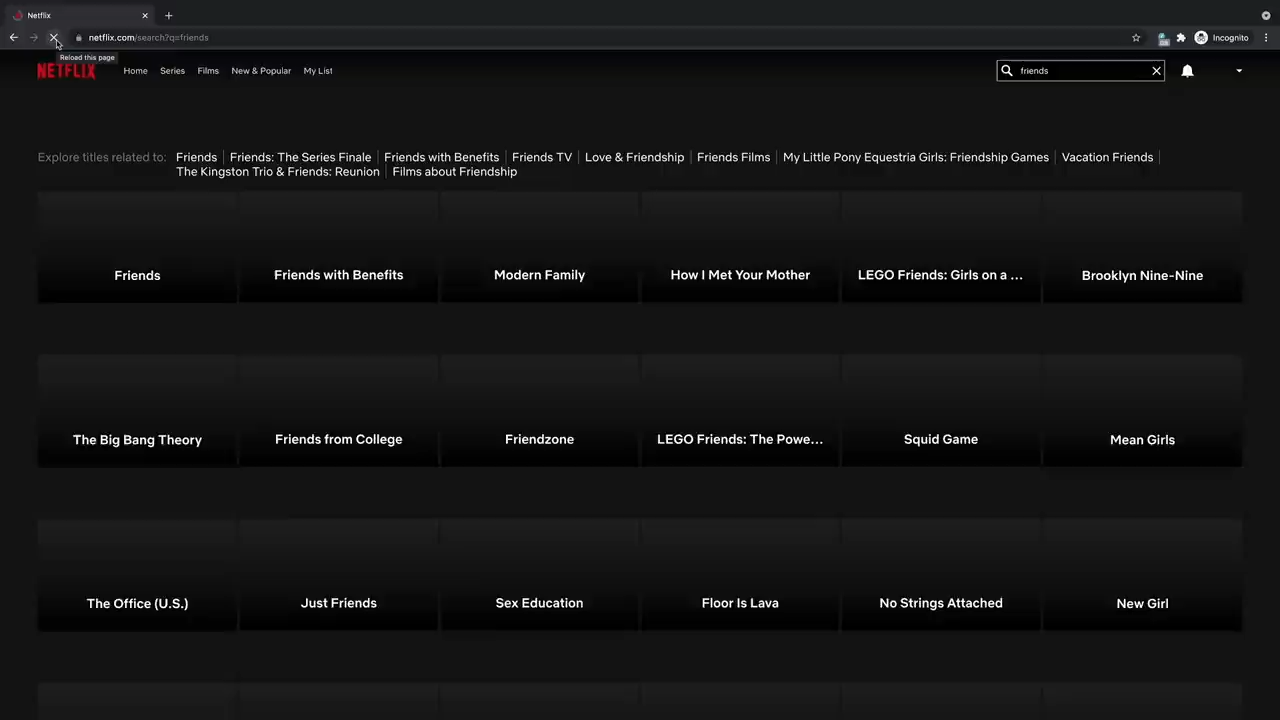 Netflix
netflix.com/search?q=friends
Incognito
Reload this page
NETFLIX
Home Series Films New & Popular My List
friends
Explore titles related to: Friends Friends: The Series Finale Friends with Benefits Friends TV Love & Friendship Friends Films My Little Pony Equestria Girls: Friendship Games Vacation Friends
The Kingston Trio & Friends: Reunion Films about Friendship
Friends Friends with Benefits Modern Family How I Met Your Mother LEGO Friends: Girls on a ... Brooklyn Nine-Nine
The Big Bang Theory Friends from College Friendzone LEGO Friends: The Powe... Squid Game Mean Girls
The Office (U.S.) Just Friends Sex Education Floor Is Lava No Strings Attached New Girl